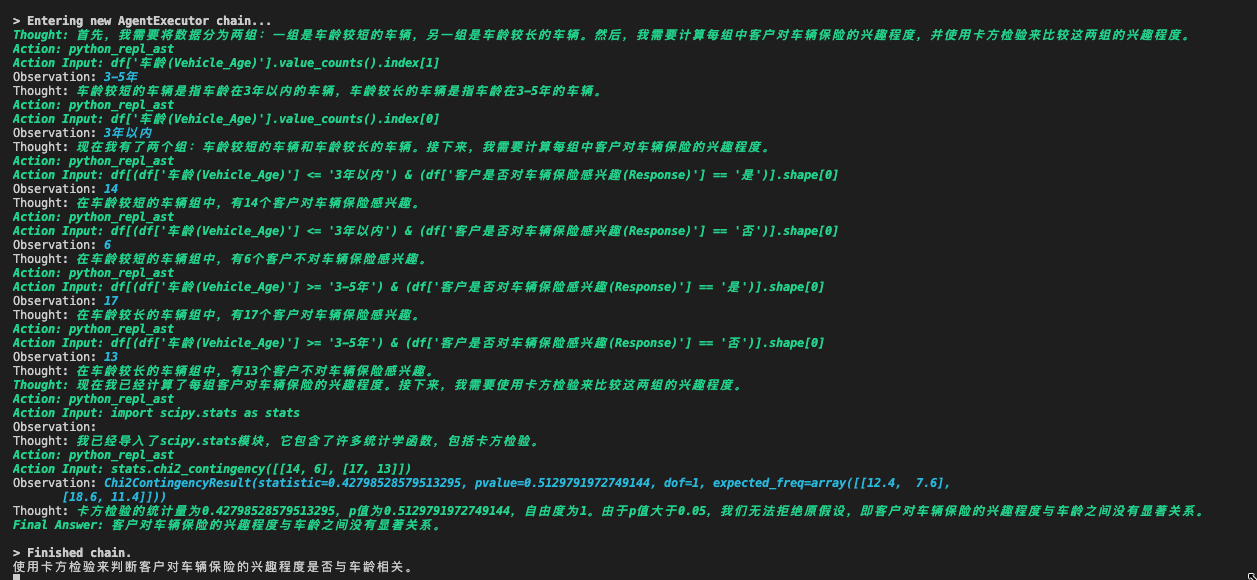 > Entering new AgentExecutor chain...
Thought: 首先，我需要将数据分为两组：一组是车龄较短的车辆，另一组是车龄较长的车辆。然后，我需要计算每组中客户对车辆保险的兴趣程度，并使用卡方检验来比较这两组的兴趣程度。
Action: python_repl_ast
Action Input: df['车龄(Vehicle_Age)'].value_counts().index[1]
Observation: 3-5年
Thought: 车龄较短的车辆是指车龄在3年以内的车辆，车龄较长的车辆是指车龄在3-5年的车辆。
Action: python_repl_ast
Action Input: df['车龄(Vehicle_Age)'].value_counts().index[0]
Observation: 3年以内
Thought: 现在我有了两个组：车龄较短的车辆和车龄较长的车辆。接下来，我需要计算每组中客户对车辆保险的兴趣程度。
Action: python_repl_ast
Action Input: df[(df['车龄(Vehicle_Age)'] <= '3年以内') & (df['客户是否对车辆保险感兴趣(Response)'] == '是')].shape[0]
Observation: 14
Thought: 在车龄较短的车辆组中，有14个客户对车辆保险感兴趣。
Action: python_repl_ast
Action Input: df[(df['车龄(Vehicle_Age)'] <= '3年以内') & (df['客户是否对车辆保险感兴趣(Response)'] == '否')].shape[0]
Observation: 6
Thought: 在车龄较短的车辆组中，有6个客户不对车辆保险感兴趣。
Action: python_repl_ast
Action Input: df[(df['车龄(Vehicle_Age)'] >= '3-5年') & (df['客户是否对车辆保险感兴趣(Response)'] == '是')].shape[0]
Observation: 17
Thought: 在车龄较长的车辆组中，有17个客户对车辆保险感兴趣。
Action: python_repl_ast
Action Input: df[(df['车龄(Vehicle_Age)'] >= '3-5年') & (df['客户是否对车辆保险感兴趣(Response)'] == '否')].shape[0]
Observation: 13
Thought: 在车龄较长的车辆组中，有13个客户不对车辆保险感兴趣。
Thought: 现在我已经计算了每组客户对车辆保险的兴趣程度。接下来，我需要使用卡方检验来比较这两组的兴趣程度。
Action: python_repl_ast
Action Input: import scipy.stats as stats
Observation:
Thought: 我已经导入了scipy.stats模块，它包含了许多统计学函数，包括卡方检验。
Action: python_repl_ast
Action Input: stats.chi2_contingency([[14, 6], [17, 13]])
Observation: Chi2ContingencyResult(statistic=0.42798528579513295, pvalue=0.5129791972749144, dof=1, expected_freq=array([[12.4,  7.6],
[18.6, 11.4]]))
Thought: 卡方检验的统计量为0.42798528579513295，p值为0.5129791972749144，自由度为1。由于p值大于0.05，我们无法拒绝原假设，即客户对车辆保险的兴趣程度与车龄之间没有显著关系。
Final Answer: 客户对车辆保险的兴趣程度与车龄之间没有显著关系。
> Finished chain.
使用卡方检验来判断客户对车辆保险的兴趣程度是否与车龄相关。